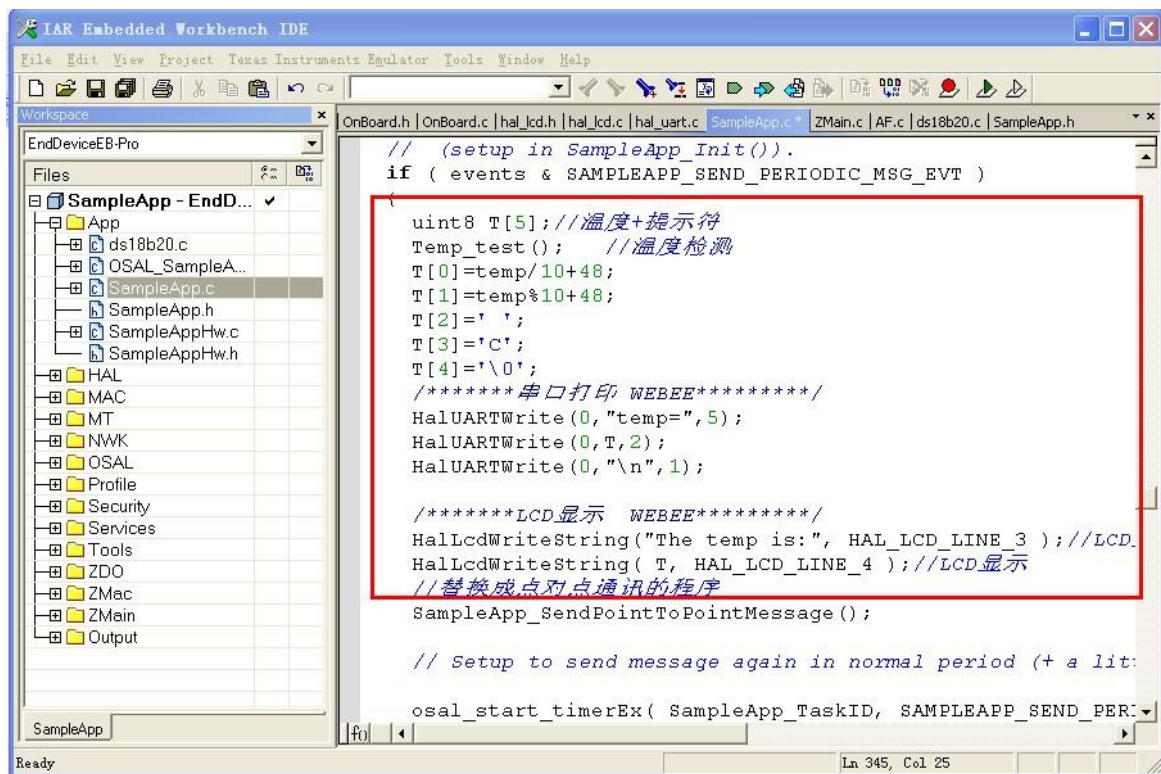 IAR Embedded Workbench IDE
File Edit View Project Texas Instruments Emulator Tools Window Help
Workspace
OnBoard.h | OnBoard.c | hal_lcd.h | hal_lcd.c | hal_uart.c SampleApp.c * ZMain.c | AF.c | ds18b20.c | SampleApp.h
EndDeviceEB-Pro
Files
SampleApp - EndD...
App
ds18b20.c
OSAL_SampleA...
SampleApp.c
SampleApp.h
SampleAppHw.c
SampleAppHw.h
HAL
MAC
MT
NWK
OSAL
Profile
Security
Services
Tools
ZDO
ZMac
ZMain
Output
SampleApp
// (setup in SampleApp_Init()).
if ( events & SAMPLEAPP_SEND_PERIODIC_MSG_EVT )
{
uint8 T[5];//温度+提示符
Temp_test(); //温度检测
T[0]=temp/10+48;
T[1]=temp%10+48;
T[2]=' ';
T[3]='C';
T[4]='\0';
/*******串口打印 WEBEE*********/
HalUARTWrite(0,"temp=",5);
HalUARTWrite(0,T,2);
HalUARTWrite(0,"\n",1);
/*******LCD显示 WEBEE*********/
HalLcdWriteString("The temp is:", HAL_LCD_LINE_3 );//LCD
HalLcdWriteString( T, HAL_LCD_LINE_4 );//LCD显示
//替换成点对点通讯的程序
SampleApp_SendPointToPointMessage();
// Setup to send message again in normal period (+ a lit
osal_start_timerEx( SampleApp_TaskID, SAMPLEAPP_SEND_PERI
f()
Ready
Ln 345, Col 25